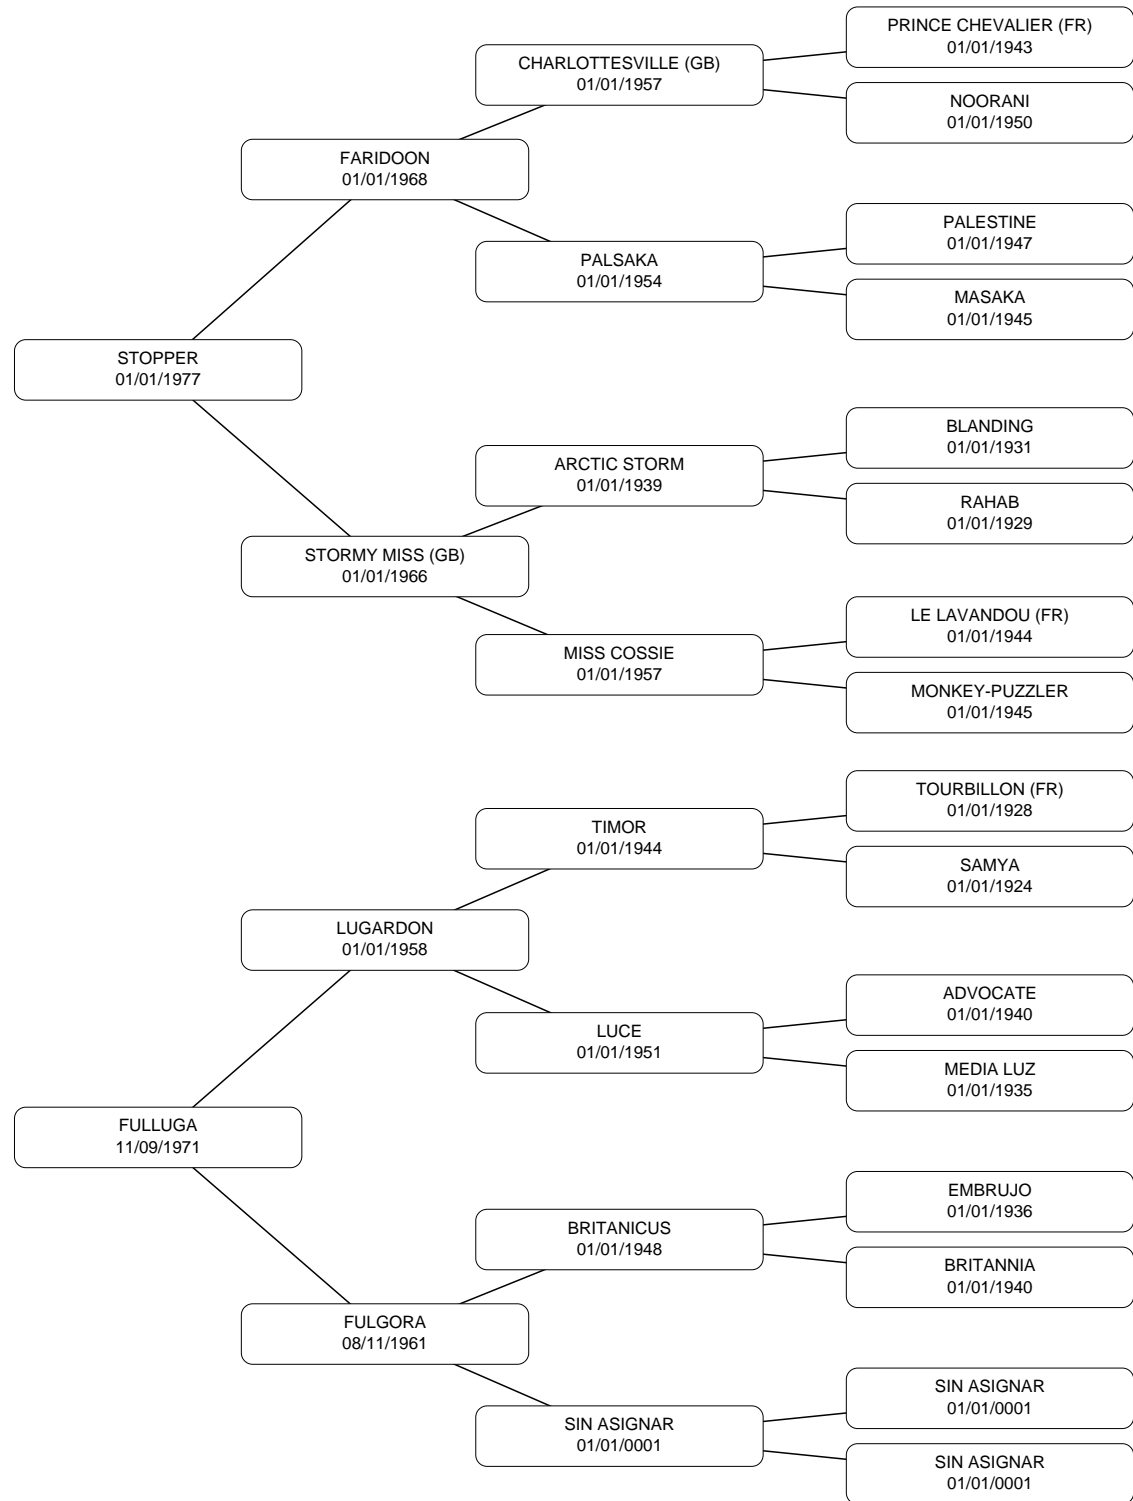 PRINCE CHEVALIER (FR)
01/01/1943
CHARLOTTESVILLE (GB)
01/01/1957
NOORANI
01/01/1950
FARIDOON
01/01/1968
PALESTINE
01/01/1947
PALSAKA
01/01/1954
MASAKA
01/01/1945
STOPPER
01/01/1977
BLANDING
01/01/1931
ARCTIC STORM
01/01/1939
RAHAB
01/01/1929
STORMY MISS (GB)
01/01/1966
LE LAVANDOU (FR)
01/01/1944
MISS COSSIE
01/01/1957
MONKEY-PUZZLER
01/01/1945
TOURBILLON (FR)
01/01/1928
TIMOR
01/01/1944
SAMYA
01/01/1924
LUGARDON
01/01/1958
ADVOCATE
01/01/1940
LUCE
01/01/1951
MEDIA LUZ
01/01/1935
FULLUGA
11/09/1971
EMBRUJO
01/01/1936
BRITANICUS
01/01/1948
BRITANNIA
01/01/1940
FULGORA
08/11/1961
SIN ASIGNAR
01/01/0001
SIN ASIGNAR
01/01/0001
SIN ASIGNAR
01/01/0001